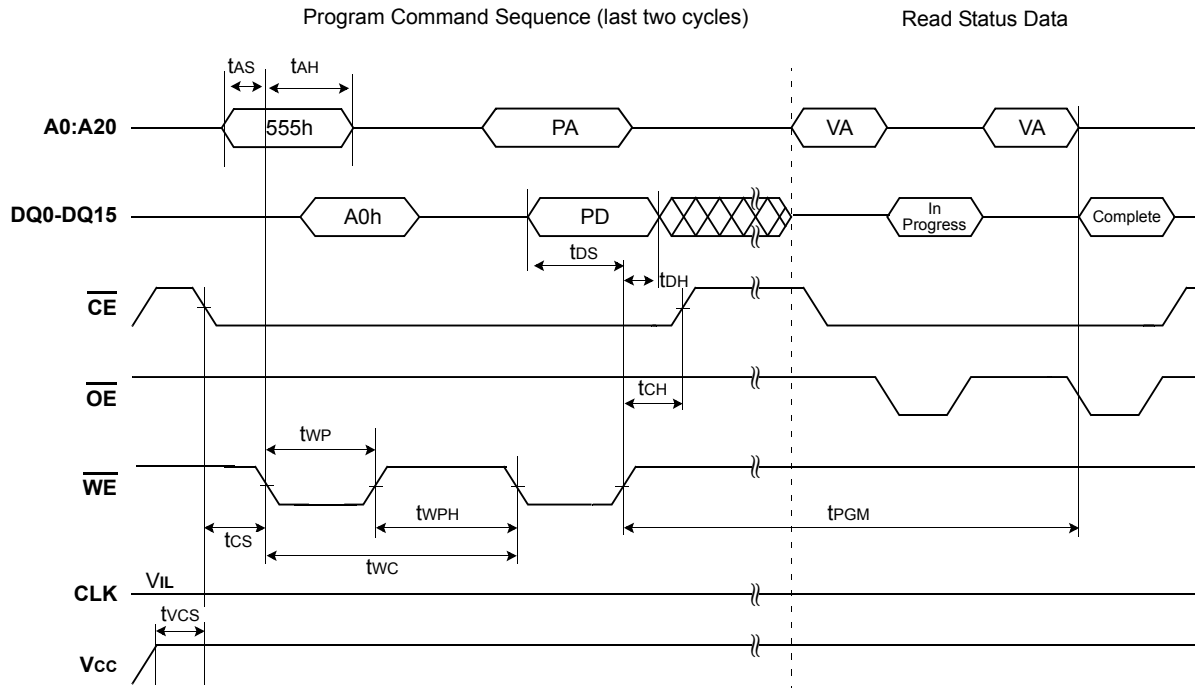 Program Command Sequence (last two cycles) Read Status Data
tAS tAH
A0:A20 555h PA VA VA
DQ0-DQ15 A0h PD In Progress Complete
tDS
tDH
CE
OE
tCH
tWP
WE
tCS tWPH tPGM
tWC
CLK VIL
tVCS
Vcc